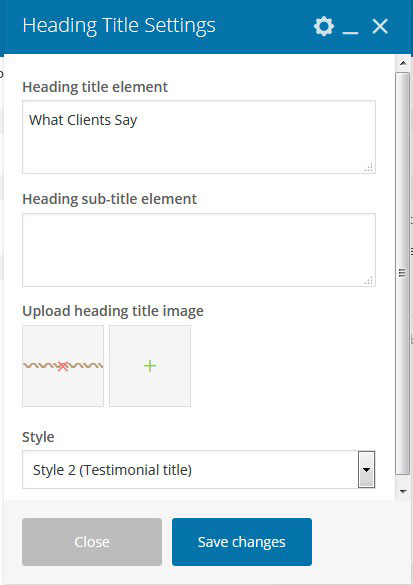 Heading Title Settings
Heading title element
What Clients Say
Heading sub-title element
Upload heading title image
Style
Style 2 (Testimonial title)
Close
Save changes